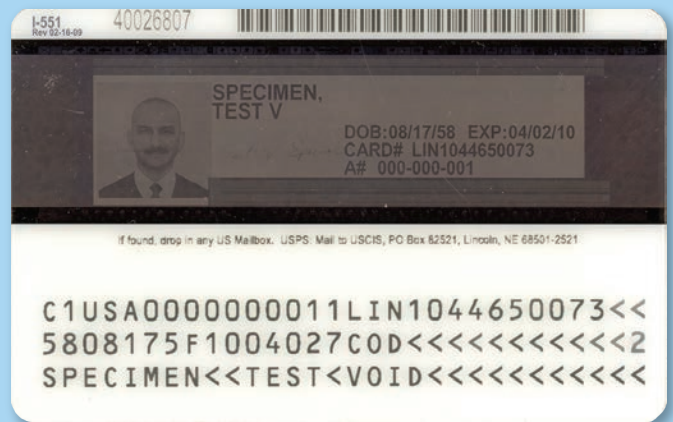 I-551
Rev 02-16-09
40026807
SPECIMEN,
TEST V
DOB:08/17/58 EXP:04/02/10
CARD# LIN1044650073
A# 000-000-001
If found, drop in any US Mailbox. USPS: Mail to USCIS, PO Box 82521, Lincoln, NE 68501-2521
C1USA0000000011LIN1044650073<<
5808175F1004027COD<<<<<<<<<<<2
SPECIMEN<<TEST<VOID<<<<<<<<<<<